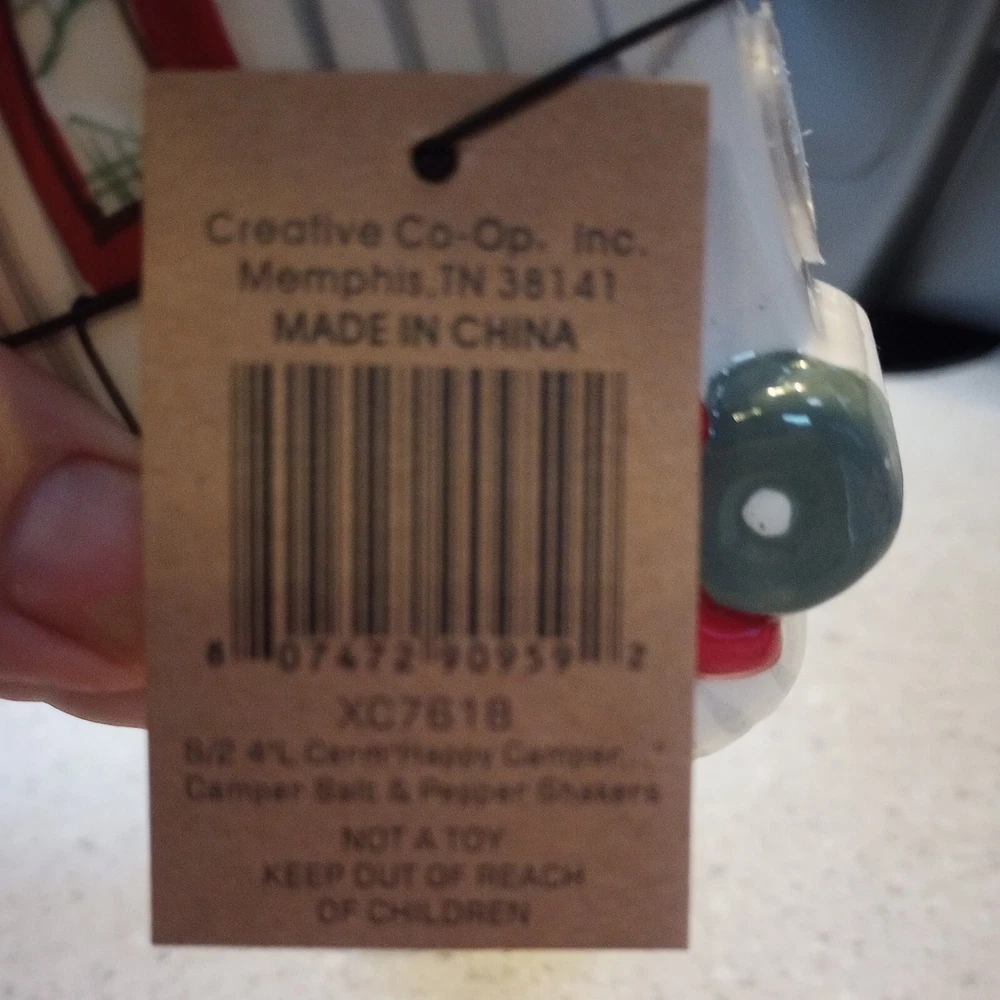 Creative Co-Op. Inc.
Memphis, TN 38141
MADE IN CHINA
8 07472 90959 2
XC7618
S/2 4"L Cerm"Happy Camper..."
Camper Salt & Pepper Shakers
NOT A TOY
KEEP OUT OF REACH
OF CHILDREN